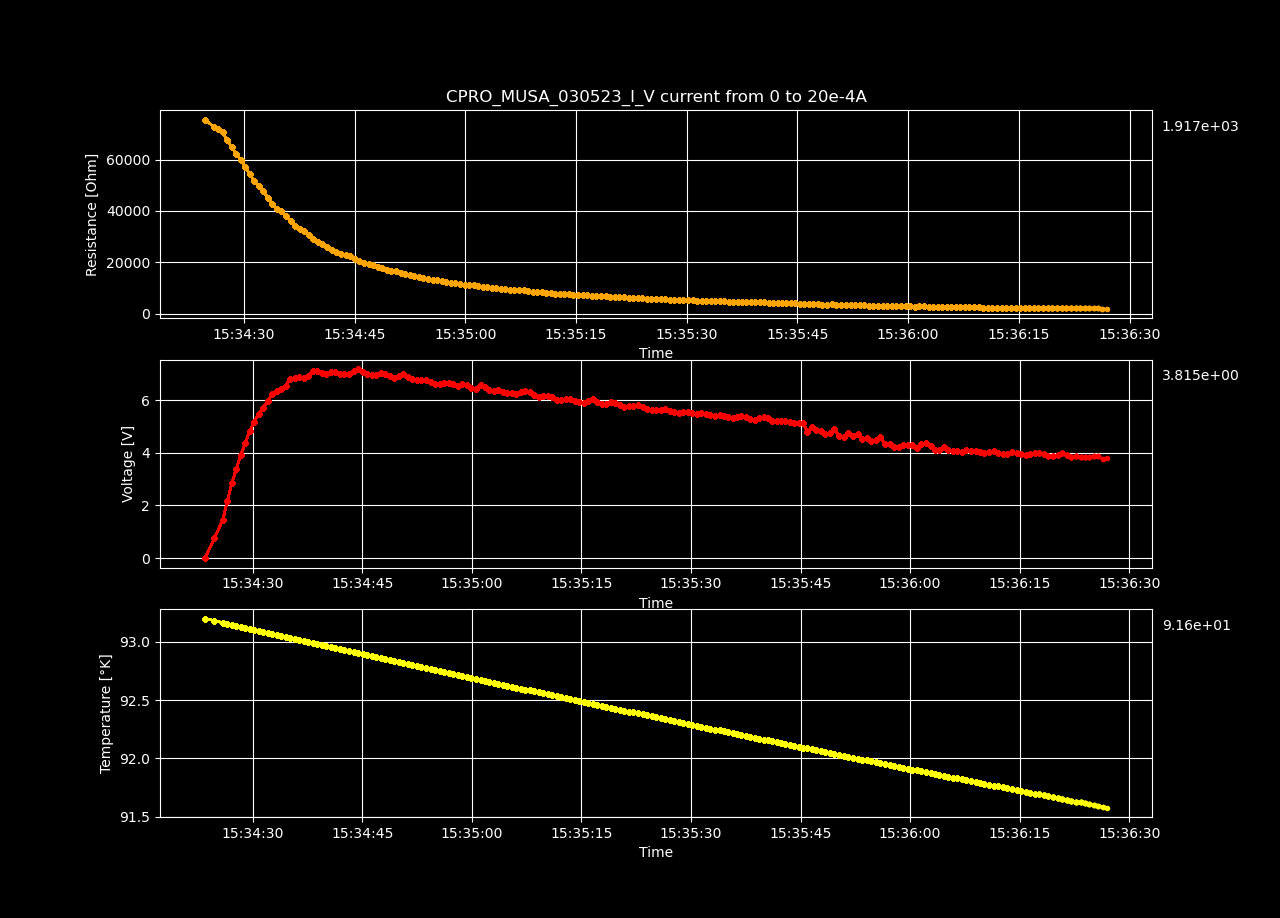 CPRO_MUSA_030523_I_V current from 0 to 20e-4A
1.917e+03
Resistance [Ohm]
60000
40000
20000
0
15:34:30 15:34:45 15:35:00 15:35:15 15:35:30 15:35:45 15:36:00 15:36:15 15:36:30
Time
3.815e+00
Voltage [V]
6
4
2
0
15:34:30 15:34:45 15:35:00 15:35:15 15:35:30 15:35:45 15:36:00 15:36:15 15:36:30
Time
9.16e+01
Temperature [°K]
93.0
92.5
92.0
91.5
15:34:30 15:34:45 15:35:00 15:35:15 15:35:30 15:35:45 15:36:00 15:36:15 15:36:30
Time